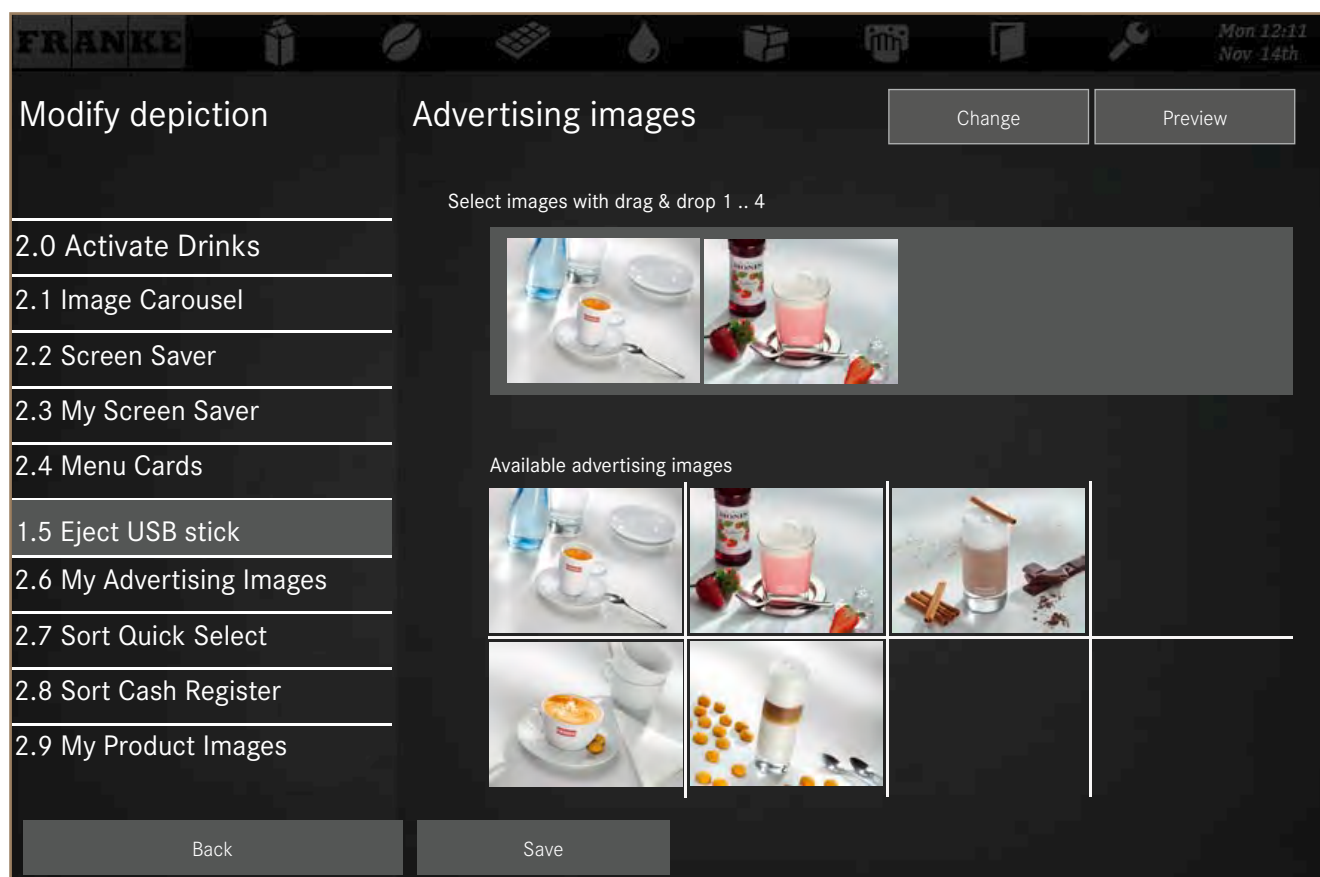 FRANKE
Mon 12:11
Nov 14th
Modify depiction
Advertising images
Change
Preview
Select images with drag & drop 1 .. 4
2.0 Activate Drinks
2.1 Image Carousel
2.2 Screen Saver
2.3 My Screen Saver
2.4 Menu Cards
1.5 Eject USB stick
2.6 My Advertising Images
2.7 Sort Quick Select
2.8 Sort Cash Register
2.9 My Product Images
MONIN
Available advertising images
MONIN
Back
Save